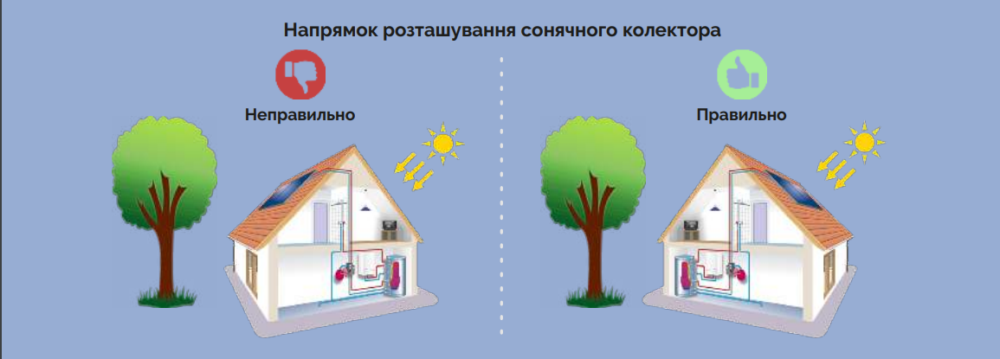 Напрямок розташування сонячного колектора
Неправильно
Правильно